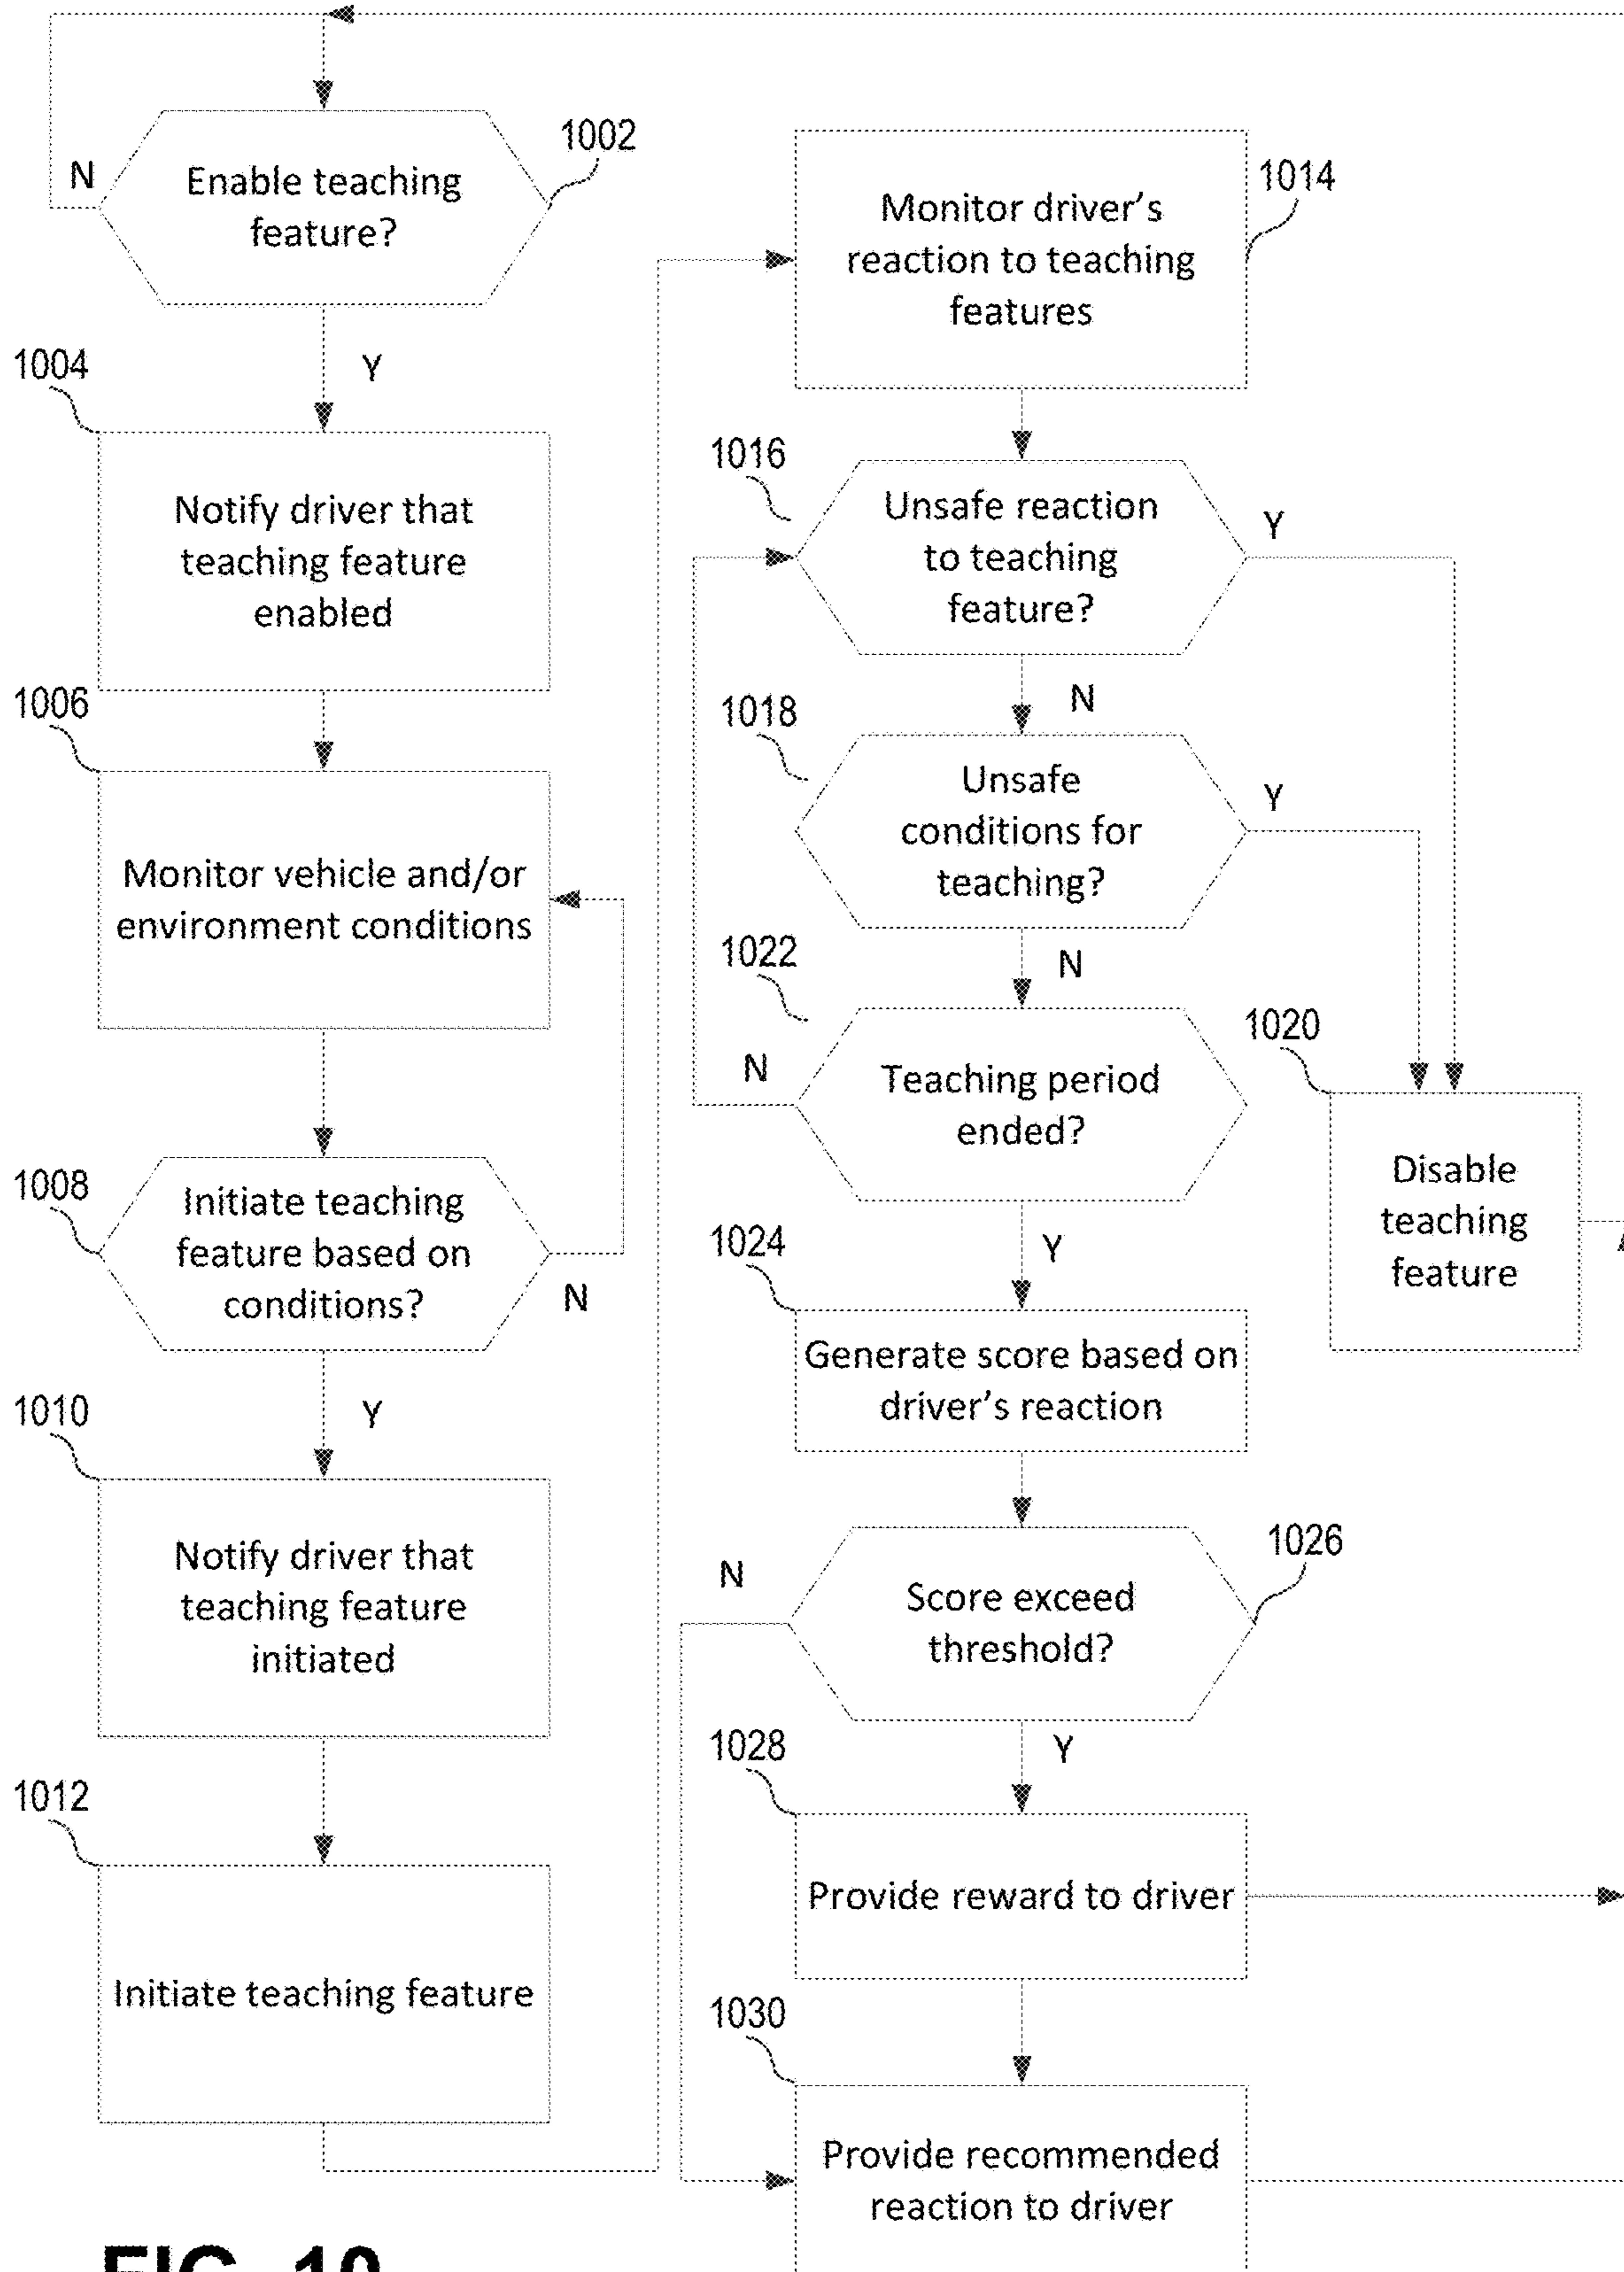 N
Enable teaching
feature?
1002
Y
1004
Notify driver that
teaching feature
enabled
1006
Monitor vehicle and/or
environment conditions
1008
Initiate teaching
feature based on
conditions?
N
1010
Y
Notify driver that
teaching feature
initiated
1012
Initiate teaching feature
1014
Monitor driver's
reaction to teaching
features
1016
Unsafe reaction
to teaching
feature?
Y
N
1018
Unsafe
conditions for
teaching?
Y
N
1022
Teaching period
ended?
N
Y
1020
Disable
teaching
feature
1024
Generate score based on
driver's reaction
1026
Score exceed
threshold?
N
Y
1028
Provide reward to driver
1030
Provide recommended
reaction to driver
FIG. 10